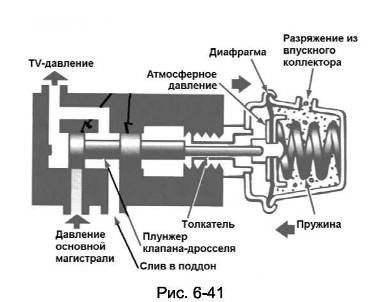 Разряжение из
впускного
коллектора
Диафрагма
Атмосферное
давление
TV-давление
Толкатель
Пружина
Плунжер
клапана-дросселя
Давление
основной
магистрали
Слив в поддон
Рис. 6-41